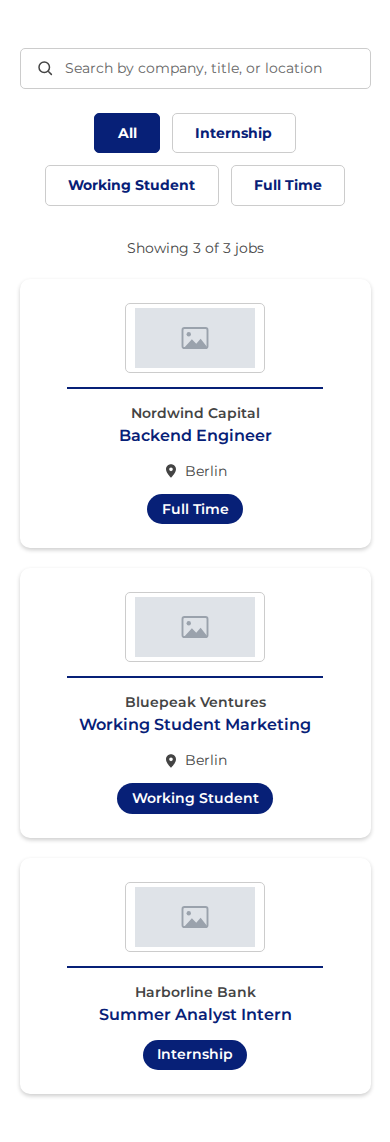 Search by company, title, or location
All
Internship
Working Student
Full Time
Showing 3 of 3 jobs
Nordwind Capital
Backend Engineer
Berlin
Full Time
Bluepeak Ventures
Working Student Marketing
Berlin
Working Student
Harborline Bank
Summer Analyst Intern
Internship